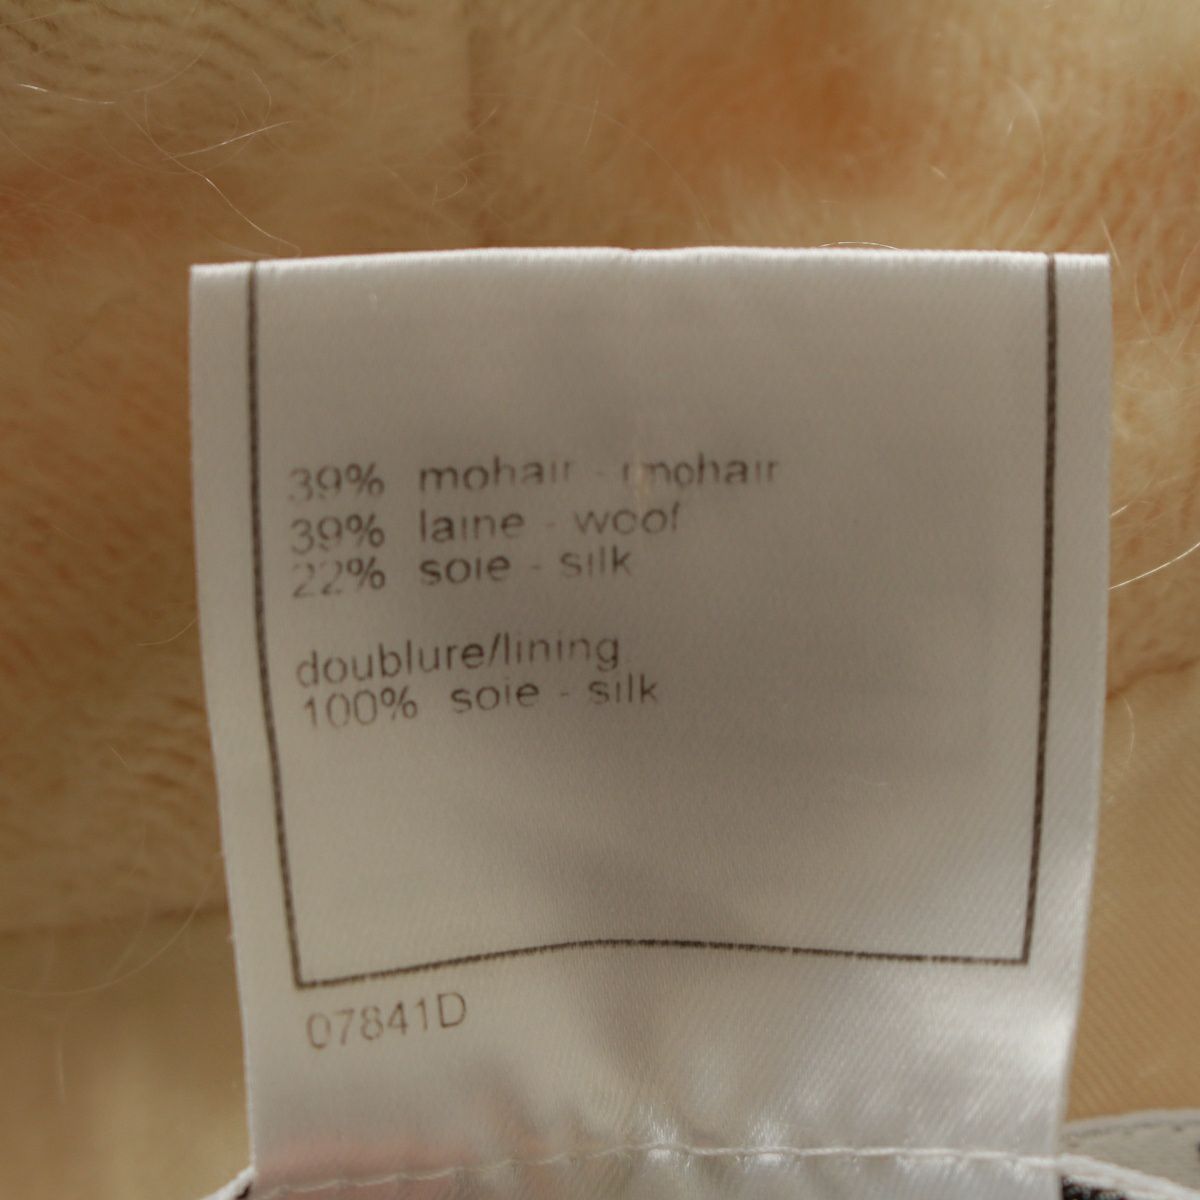 39% mohair - mohair
39% laine - wool
22% soie - silk
doublure/lining
100% soie - silk
07841D